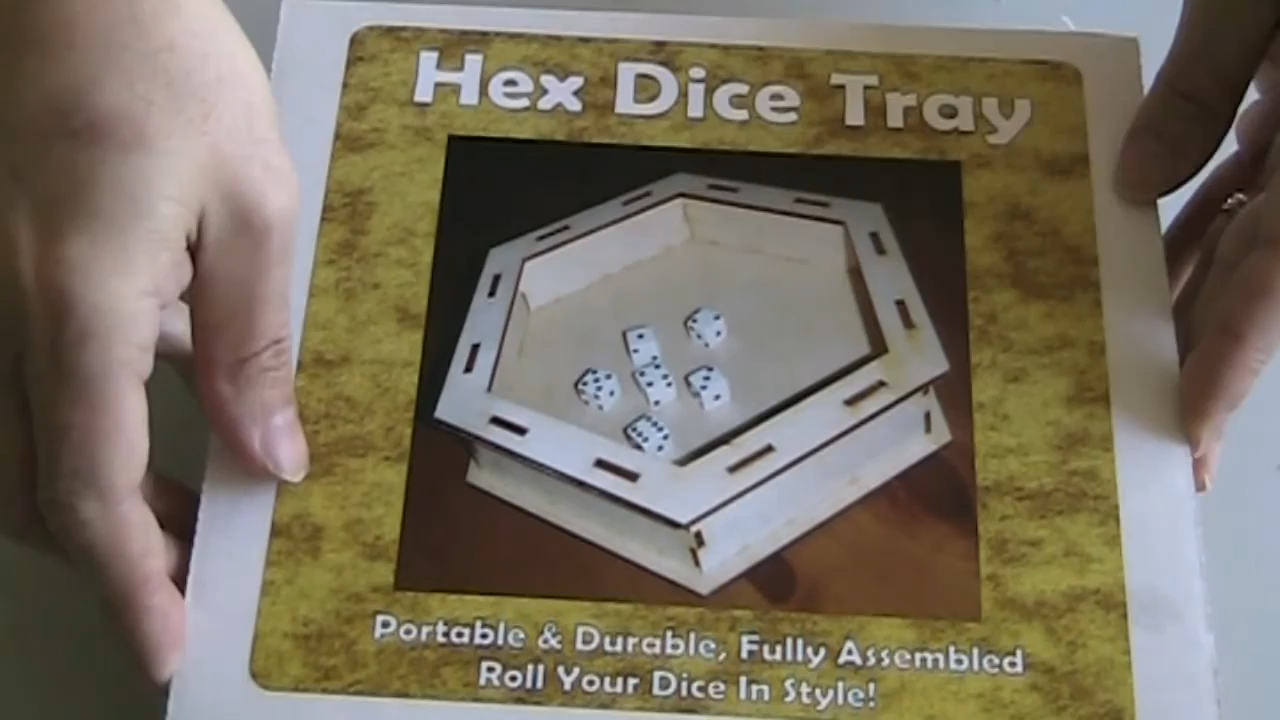 Hex Dice Tray
Portable & Durable, Fully Assembled
Roll Your Dice In Style!